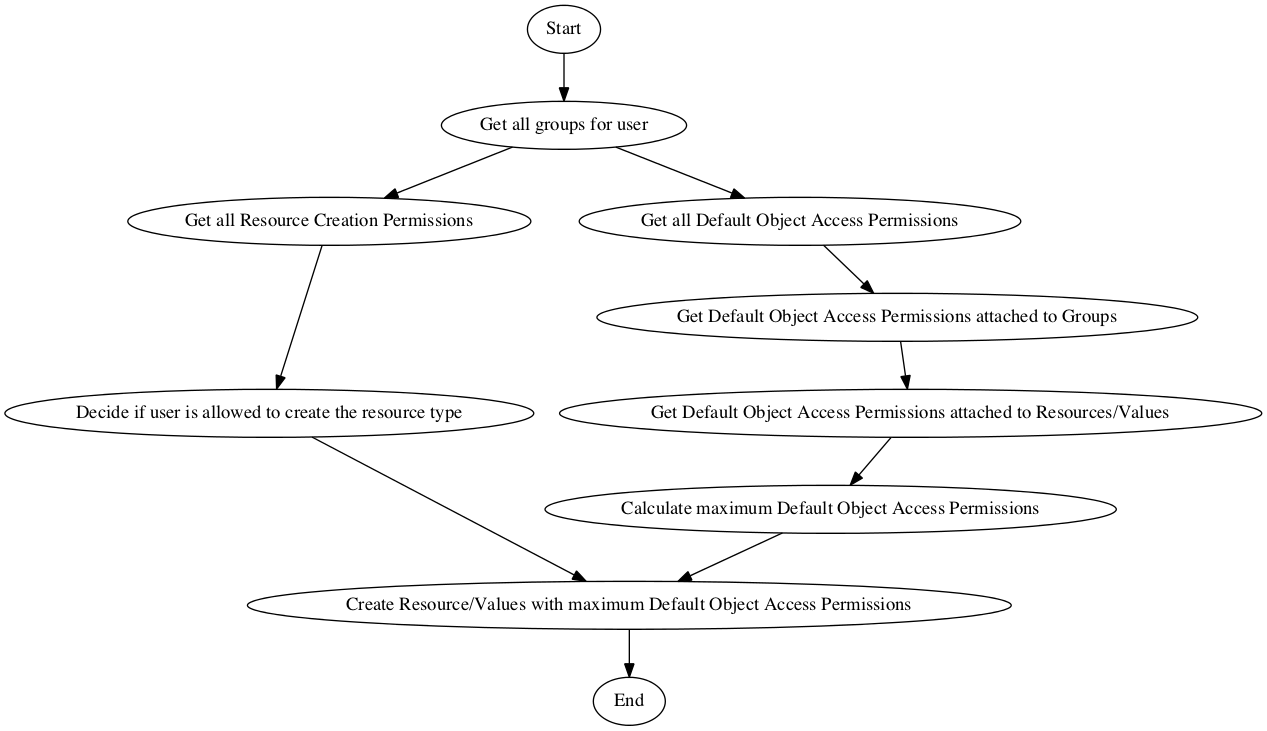 Start
Get all groups for user
Get all Resource Creation Permissions
Get all Default Object Access Permissions
Get Default Object Access Permissions attached to Groups
Decide if user is allowed to create the resource type
Get Default Object Access Permissions attached to Resources/Values
Calculate maximum Default Object Access Permissions
Create Resource/Values with maximum Default Object Access Permissions
End